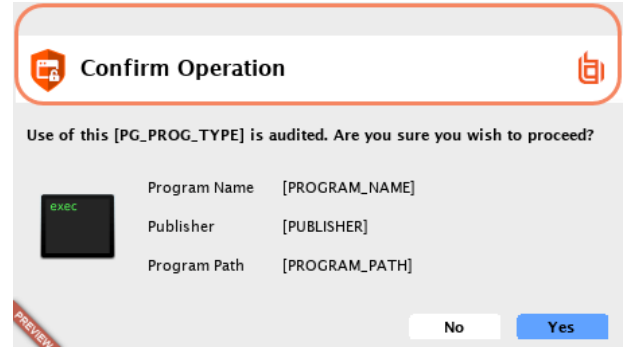 Confirm Operation
Use of this [PG_PROG_TYPE] is audited. Are you sure you wish to proceed?
exec
Program Name [PROGRAM_NAME]
Publisher [PUBLISHER]
Program Path [PROGRAM_PATH]
PREVIEW
No Yes